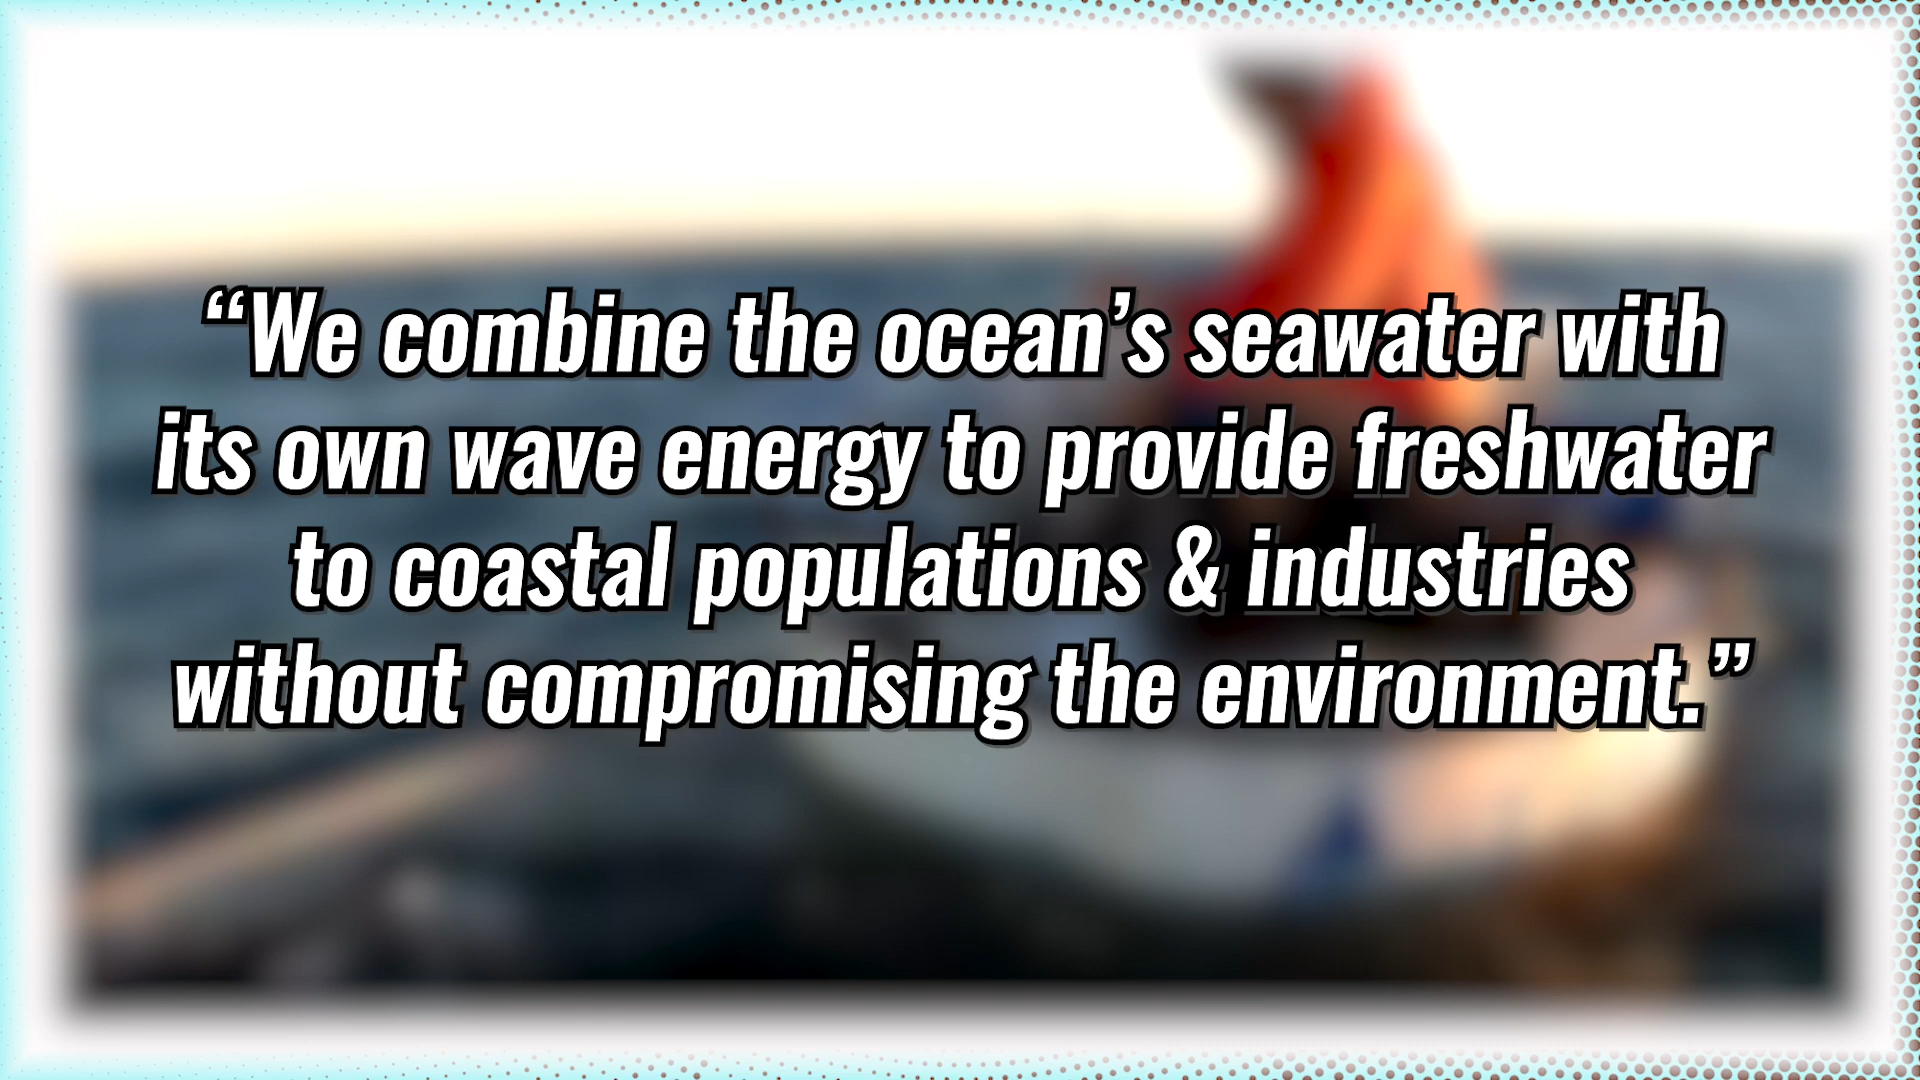 “We combine the ocean’s seawater with
its own wave energy to provide freshwater
to coastal populations & industries
without compromising the environment.”